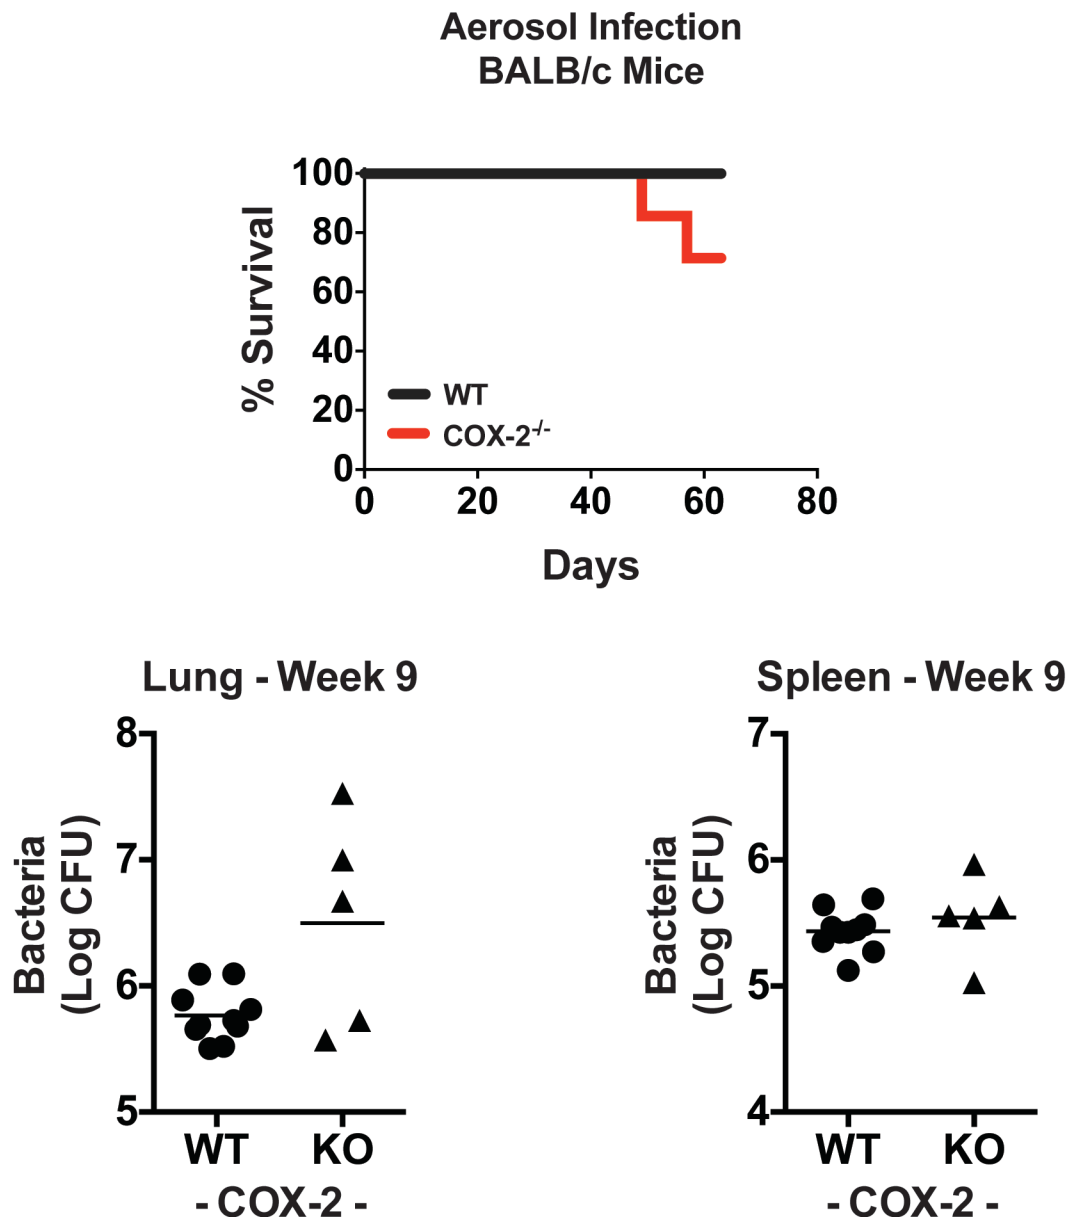 Aerosol Infection
BALB/c Mice
100
80
60
40
20
0
% Survival
WT
COX-2-/-
0 20 40 60 80
Days
Lung - Week 9
8
7
6
5
Bacteria
(Log CFU)
WT KO
- COX-2 -
Spleen - Week 9
7
6
5
4
Bacteria
(Log CFU)
WT KO
- COX-2 -